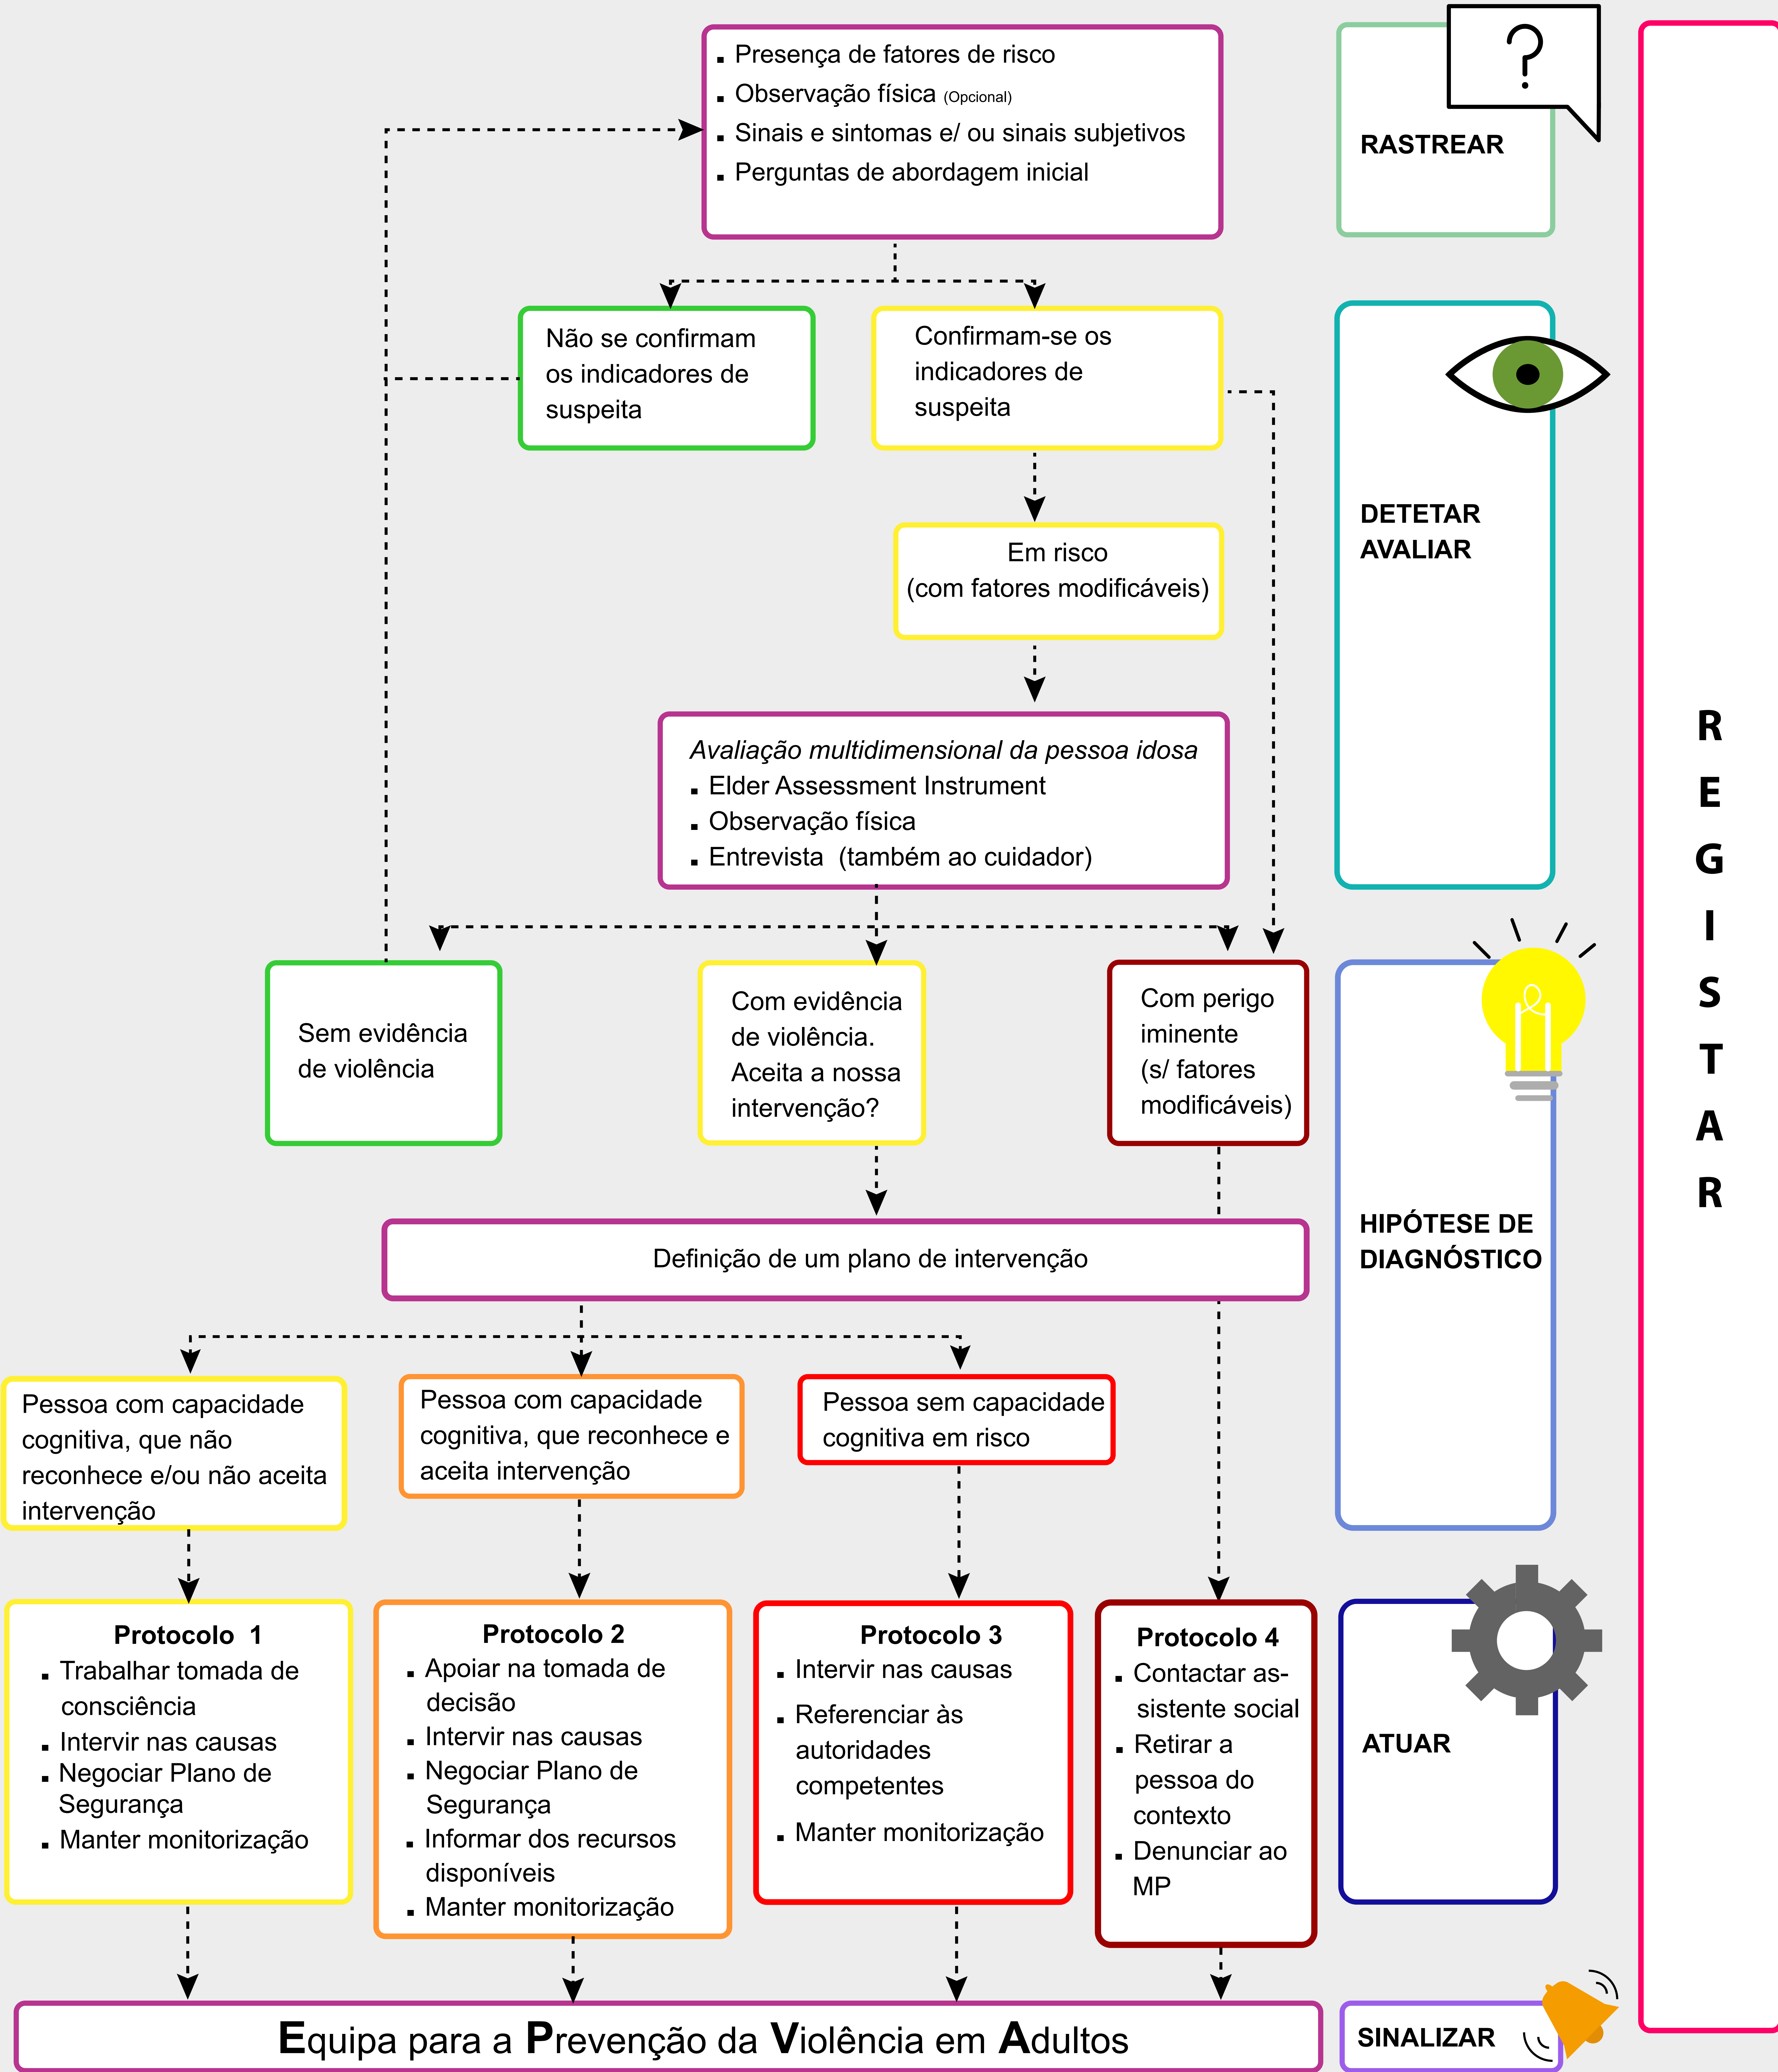 Presença de fatores de risco
Observação física (Opcional)
Sinais e sintomas e/ ou sinais subjetivos
Perguntas de abordagem inicial
?
RASTREAR
Não se confirmam
os indicadores de
suspeita
Confirmam-se os
indicadores de
suspeita
Em risco
(com fatores modificáveis)
Avaliação multidimensional da pessoa idosa
Elder Assessment Instrument
Observação física
Entrevista (também ao cuidador)
DETETAR
AVALIAR
Sem evidência
de violência
Com evidência
de violência.
Aceita a nossa
intervenção?
Com perigo
iminente
(s/ fatores
modificáveis)
Definição de um plano de intervenção
Pessoa com capacidade
cognitiva, que não
reconhece e/ou não aceita
intervenção
Pessoa com capacidade
cognitiva, que reconhece e
aceita intervenção
Pessoa sem capacidade
cognitiva em risco
HIPÓTESE DE
DIAGNÓSTICO
Protocolo 1
Trabalhar tomada de
consciência
Intervir nas causas
Negociar Plano de
Segurança
Manter monitorização
Protocolo 2
Apoiar na tomada de
decisão
Intervir nas causas
Negociar Plano de
Segurança
Informar dos recursos
disponíveis
Manter monitorização
Protocolo 3
Intervir nas causas
Referenciar às
autoridades
competentes
Manter monitorização
Protocolo 4
Contactar as-
sistente social
Retirar a
pessoa do
contexto
Denunciar ao
MP
ATUAR
Equipa para a Prevenção da Violência em Adultos
SINALIZAR
R
E
G
I
S
T
A
R